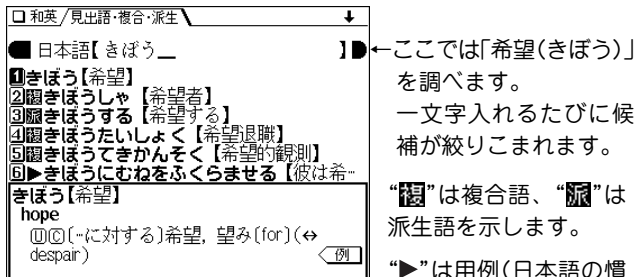 和英/見出語・複合・派生 ↓
日本語【きぼう_ 】
1きぼう【希望】
2複きぼうしゃ【希望者】
3派きぼうする【希望する】
4複きぼうたいしょく【希望退職】
5複きぼうてきかんそく【希望的観測】
6▶きぼうにむねをふくらませる【彼は希…
きぼう【希望】
hope
ⓊⒸ[…に対する]希望, 望み[for](↔
despair)
例
←ここでは「希望(きぼう)」
を調べます。
一文字入れるたびに候
補が絞りこまれます。
“複”は複合語、“派”は
派生語を示します。
“▶”は用例(日本語の慣